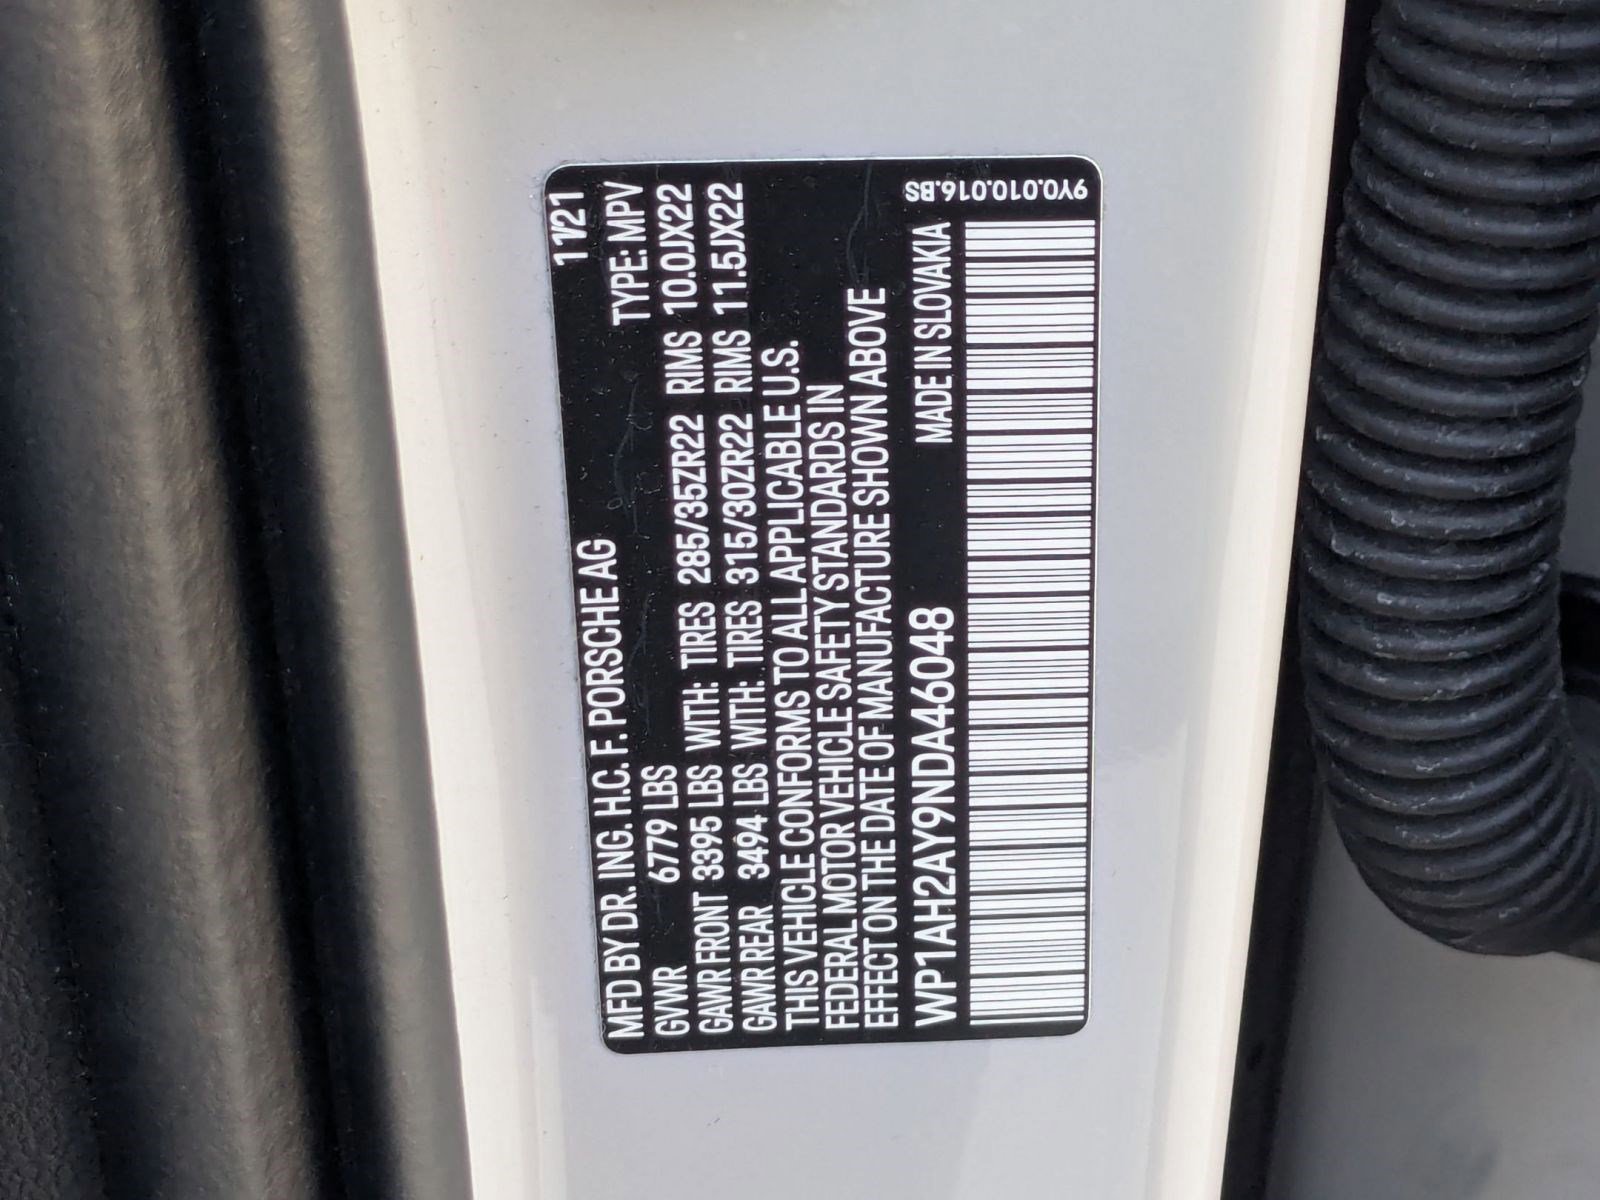 11/21
MFD BY DR. ING. H.C. F. PORSCHE AG TYPE: MPV
GVWR 6779 LBS
GAWR FRONT 3395 LBS WITH: TIRES 285/35ZR22 RIMS 10.0JX22
GAWR REAR 3494 LBS WITH: TIRES 315/30ZR22 RIMS 11.5JX22
THIS VEHICLE CONFORMS TO ALL APPLICABLE U.S.
FEDERAL MOTOR VEHICLE SAFETY STANDARDS IN
EFFECT ON THE DATE OF MANUFACTURE SHOWN ABOVE
WP1AH2AY9NDA46048 MADE IN SLOVAKIA
9Y0.010.016.BS